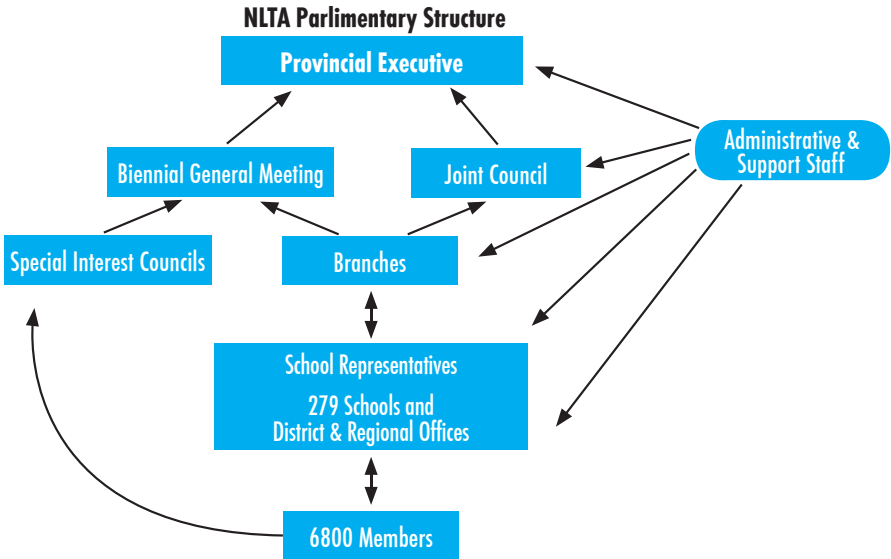 NLTA Parlimentary Structure
Provincial Executive
Administrative &
Support Staff
Biennial General Meeting
Joint Council
Special Interest Councils
Branches
School Representatives
279 Schools and
District & Regional Offices
6800 Members